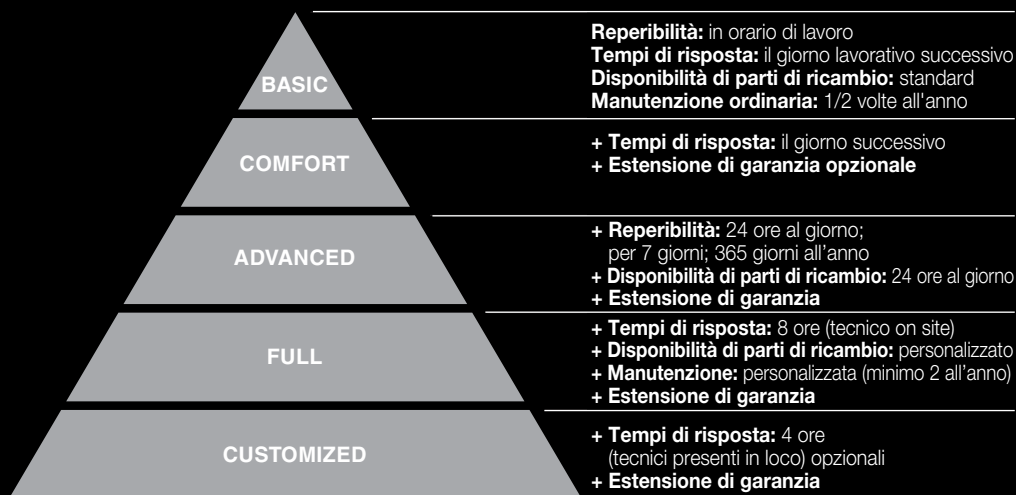 BASIC
Reperibilità: in orario di lavoro
Tempi di risposta: il giorno lavorativo successivo
Disponibilità di parti di ricambio: standard
Manutenzione ordinaria: 1/2 volte all'anno
COMFORT
+ Tempi di risposta: il giorno successivo
+ Estensione di garanzia opzionale
ADVANCED
+ Reperibilità: 24 ore al giorno;
per 7 giorni; 365 giorni all’anno
+ Disponibilità di parti di ricambio: 24 ore al giorno
+ Estensione di garanzia
FULL
+ Tempi di risposta: 8 ore (tecnico on site)
+ Disponibilità di parti di ricambio: personalizzato
+ Manutenzione: personalizzata (minimo 2 all’anno)
+ Estensione di garanzia
CUSTOMIZED
+ Tempi di risposta: 4 ore
(tecnici presenti in loco) opzionali
+ Estensione di garanzia